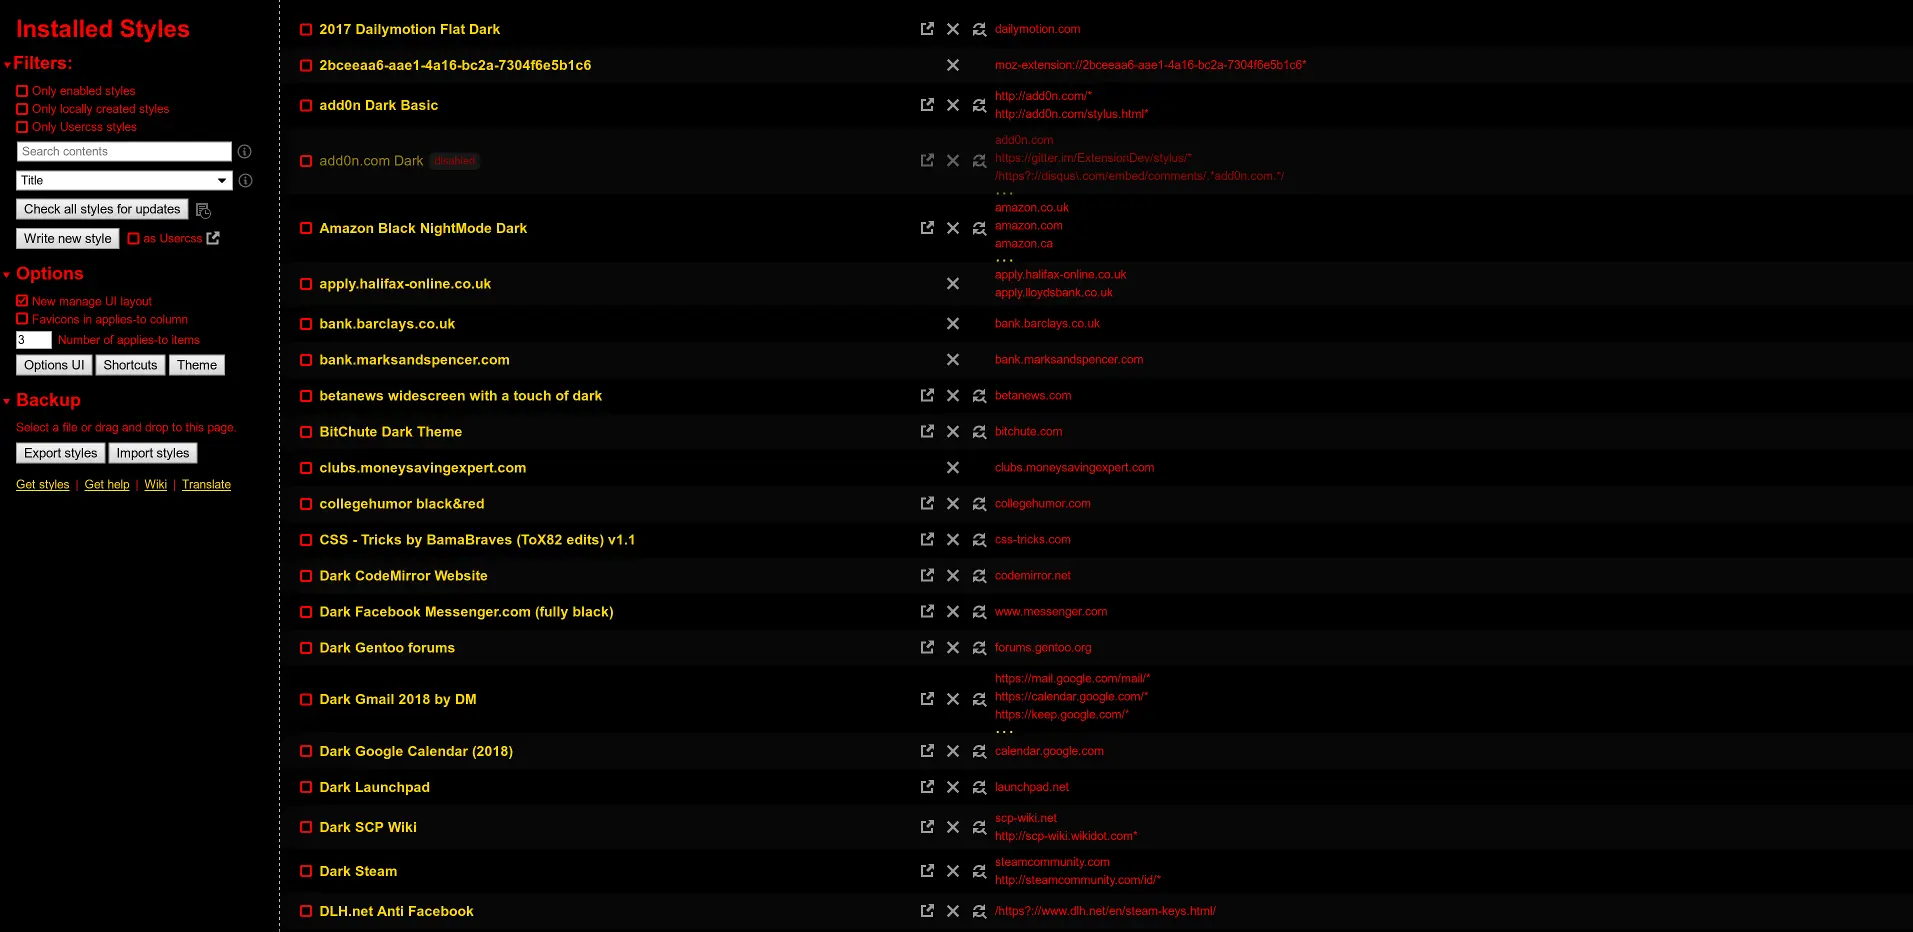 Installed Styles
Filters:
Only enabled styles
Only locally created styles
Only Usercss styles
Search contents
Title
Check all styles for updates
Write new style
as Usercss
Options
New manage UI layout
Favicons in applies-to column
3 Number of applies-to items
Options UI Shortcuts Theme
Backup
Select a file or drag and drop to this page.
Export styles Import styles
Get styles | Get help | Wiki | Translate
2017 Dailymotion Flat Dark
dailymotion.com
2bceeaa6-aae1-4a16-bc2a-7304f6e5b1c6
moz-extension://2bceeaa6-aae1-4a16-bc2a-7304f6e5b1c6*
add0n Dark Basic
http://add0n.com/*
http://add0n.com/stylus.html*
add0n.com Dark disabled
add0n.com
https://gitter.im/ExtensionDev/stylus/*
/https?://disqus\.com/embed/comments/.*add0n.com.*/
...
Amazon Black NightMode Dark
amazon.co.uk
amazon.com
amazon.ca
...
apply.halifax-online.co.uk
apply.halifax-online.co.uk
apply.lloydsbank.co.uk
bank.barclays.co.uk
bank.barclays.co.uk
bank.marksandspencer.com
bank.marksandspencer.com
betanews widescreen with a touch of dark
betanews.com
BitChute Dark Theme
bitchute.com
clubs.moneysavingexpert.com
clubs.moneysavingexpert.com
collegehumor black&red
collegehumor.com
CSS - Tricks by BamaBraves (ToX82 edits) v1.1
css-tricks.com
Dark CodeMirror Website
codemirror.net
Dark Facebook Messenger.com (fully black)
www.messenger.com
Dark Gentoo forums
forums.gentoo.org
Dark Gmail 2018 by DM
https://mail.google.com/mail/*
https://calendar.google.com/*
https://keep.google.com/*
...
Dark Google Calendar (2018)
calendar.google.com
Dark Launchpad
launchpad.net
Dark SCP Wiki
scp-wiki.net
http://scp-wiki.wikidot.com*
Dark Steam
steamcommunity.com
http://steamcommunity.com/id/*
DLH.net Anti Facebook
/https?://www.dlh.net/en/steam-keys.html/